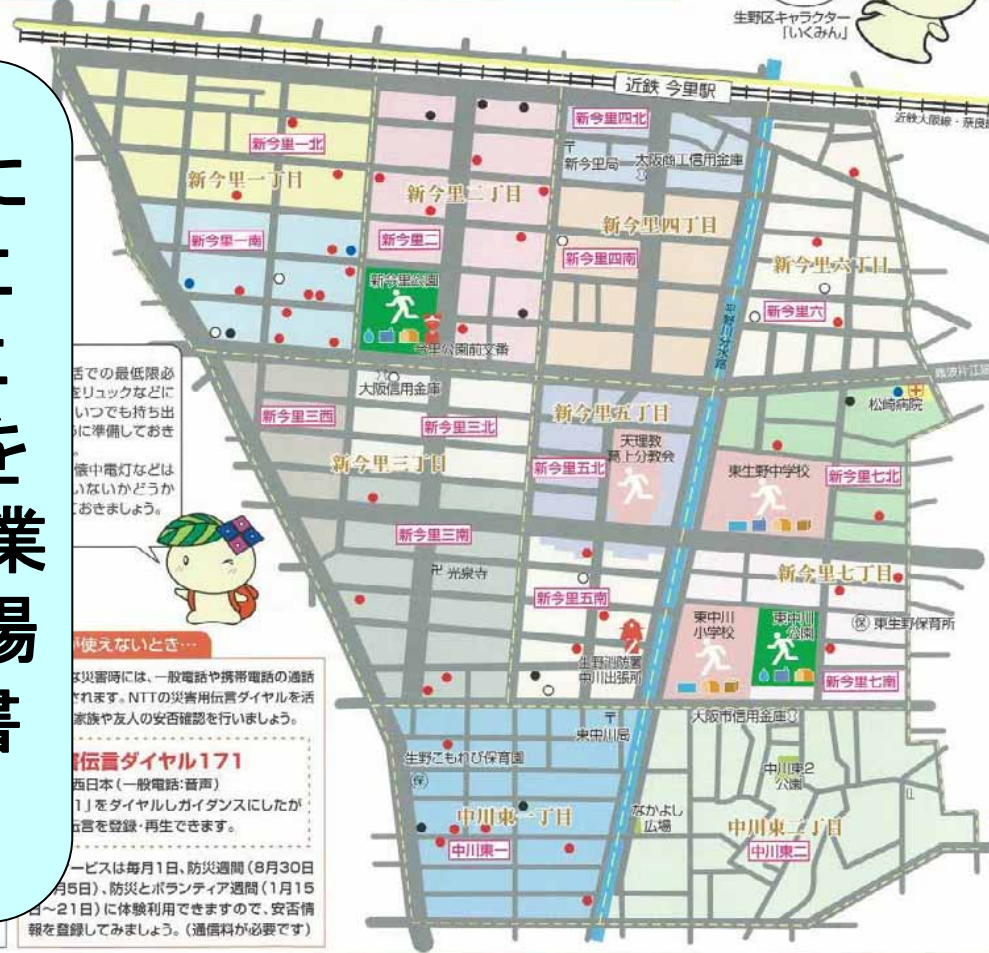 生野区キャラクター
「いくみん」
近鉄 今里駅
近鉄大阪線・奈良線
新今里四北
〒
新今里局
大阪商工信用金庫
新今里一北
新今里一丁目
新今里二丁目
新今里四丁目
新今里一南
新今里二
新今里四南
新今里六丁目
新今里公園
新今里六
平野川分水路
今里公園前交番
大阪信用金庫
松崎病院
新今里三西
新今里三北
新今里五丁目
天理教
葛上分教会
新今里三丁目
新今里五北
東生野中学校
新今里七北
新今里三南
卍 光泉寺
新今里七丁目
新今里五南
東中川
小学校
東中川
公園
保 東生野保育所
生野消防署
中川出張所
新今里七南
〒
東中川局
大阪市信用金庫
生野こもれび保育園
保
中川東2
公園
中川東一丁目
なかよし
広場
中川東二丁目
中川東一
中川東二
活での最低限必
をリュックなどに
いつでも持ち出
うに準備しておき
。
懐中電灯などは
いないかどうか
ておきましょう。
が使えないとき…
な災害時には、一般電話や携帯電話の通話
されます。NTTの災害用伝言ダイヤルを活
家族や友人の安否確認を行いましょう。
害伝言ダイヤル171
西日本(一般電話:音声)
1」をダイヤルしガイダンスにしたが
伝言を登録・再生できます。
ービスは毎月1日、防災週間(8月30日
月5日)、防災とボランティア週間(1月15
日～21日)に体験利用できますので、安否情
報を登録してみましょう。(通信料が必要です)
を
業
場
書